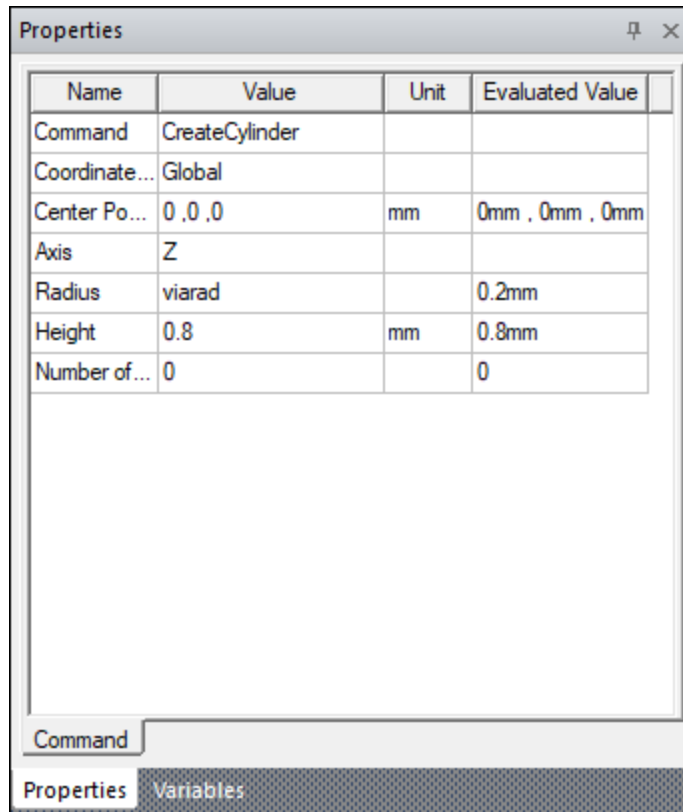 Properties
Name Value Unit Evaluated Value
Command CreateCylinder
Coordinate... Global
Center Po... 0 ,0 ,0 mm 0mm , 0mm , 0mm
Axis Z
Radius viarad 0.2mm
Height 0.8 mm 0.8mm
Number of... 0 0
Command
Properties Variables